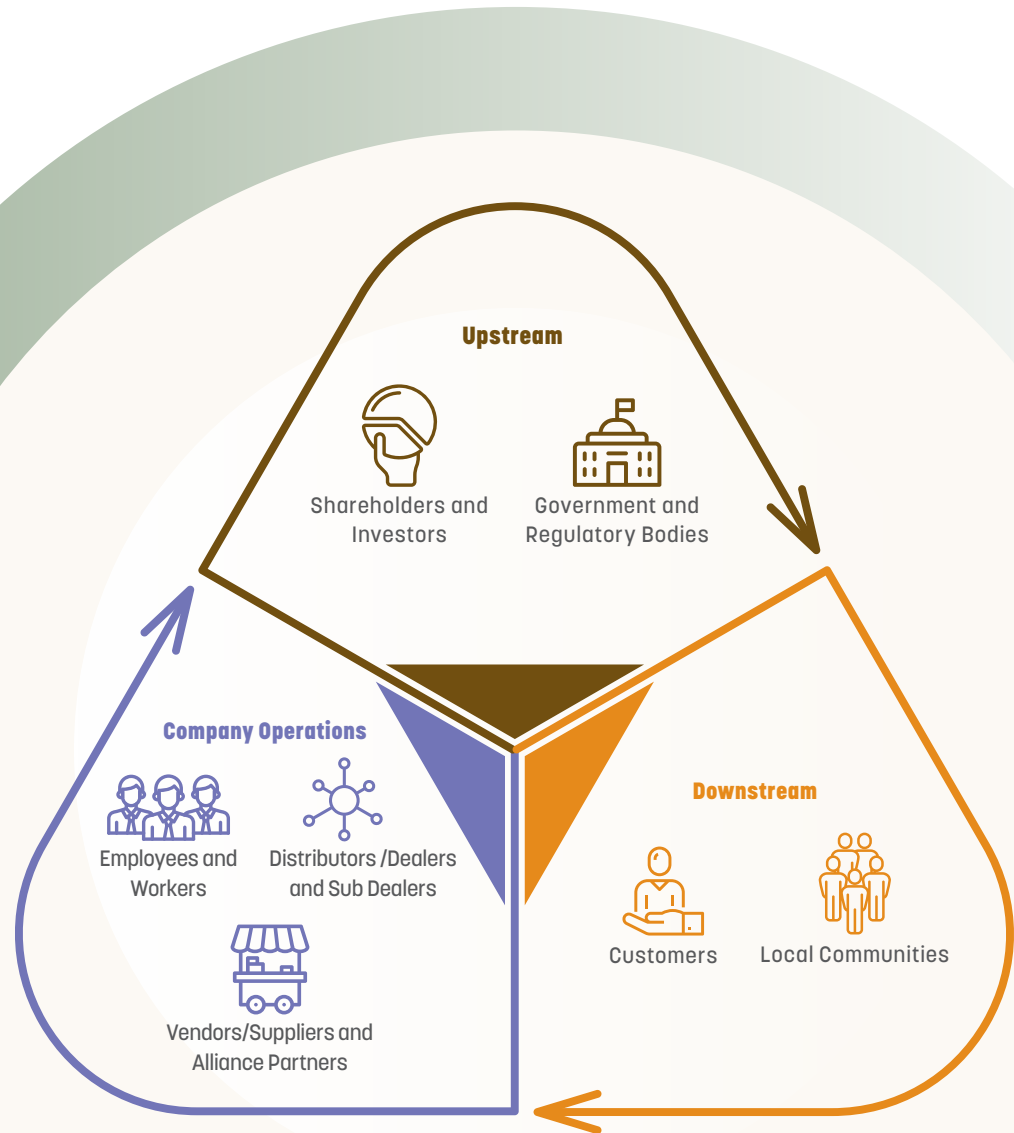 Upstream
Shareholders and
Investors
Government and
Regulatory Bodies
Company Operations
Employees and
Workers
Distributors /Dealers
and Sub Dealers
Vendors/Suppliers and
Alliance Partners
Downstream
Customers
Local Communities